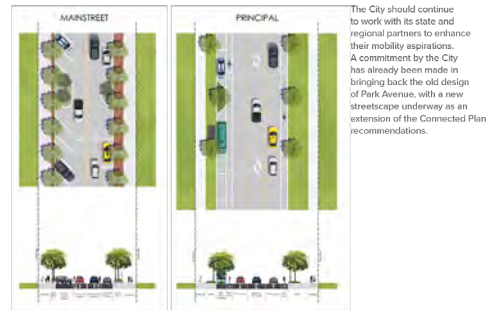 MAINSTREET
PRINCIPAL
The City should continue
to work with its state and
regional partners to enhance
their mobility aspirations.
A commitment by the City
has already been made in
bringing back the old design
of Park Avenue, with a new
streetscape underway as an
extension of the Connected Plan
recommendations.